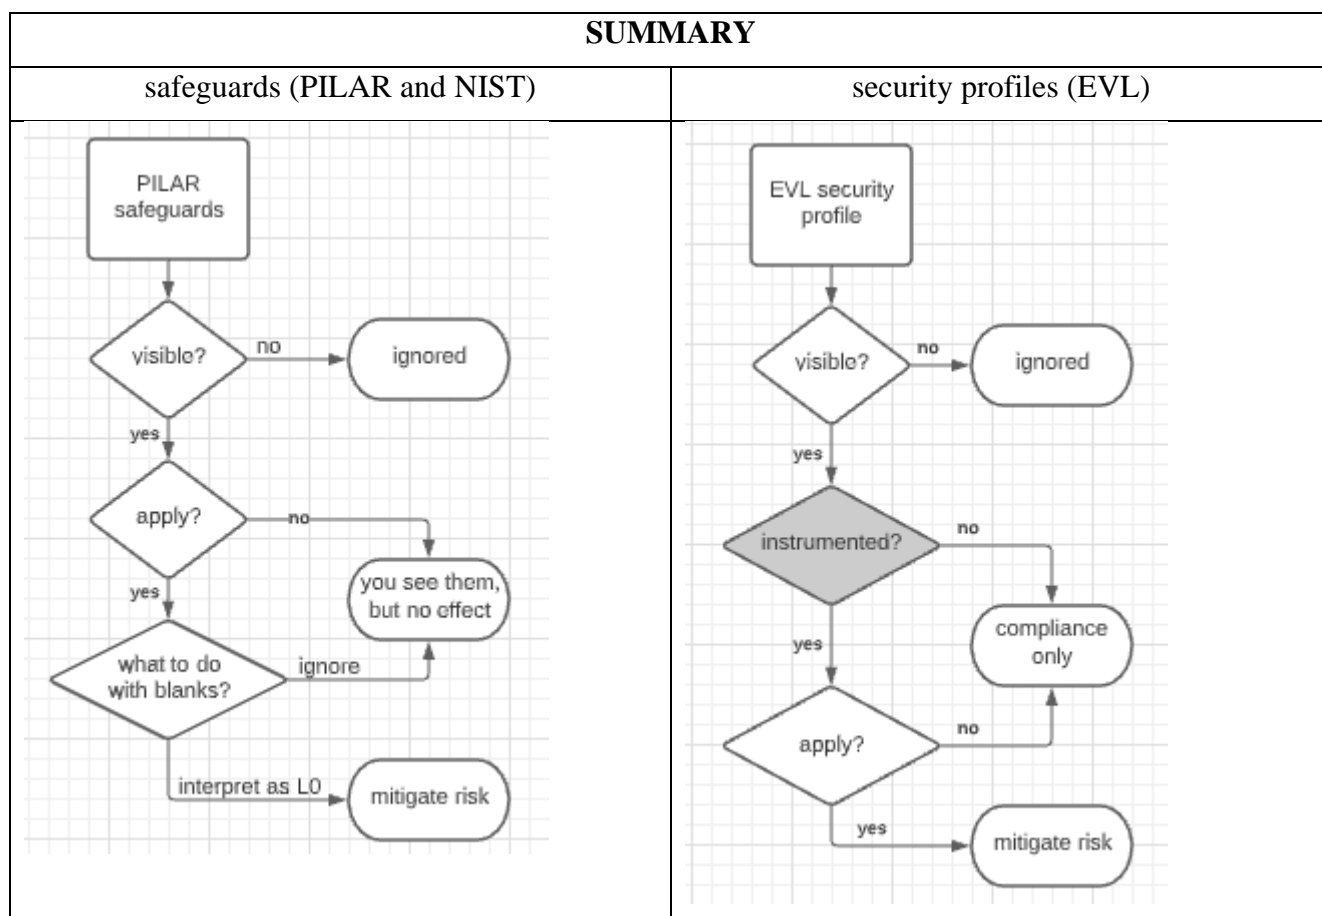 SUMMARY
safeguards (PILAR and NIST)
security profiles (EVL)
PILAR
safeguards
visible?
no
ignored
yes
apply?
no
you see them,
but no effect
yes
what to do
with blanks?
ignore
interpret as L0
mitigate risk
EVL security
profile
visible?
no
ignored
yes
instrumented?
no
compliance
only
yes
apply?
no
yes
mitigate risk